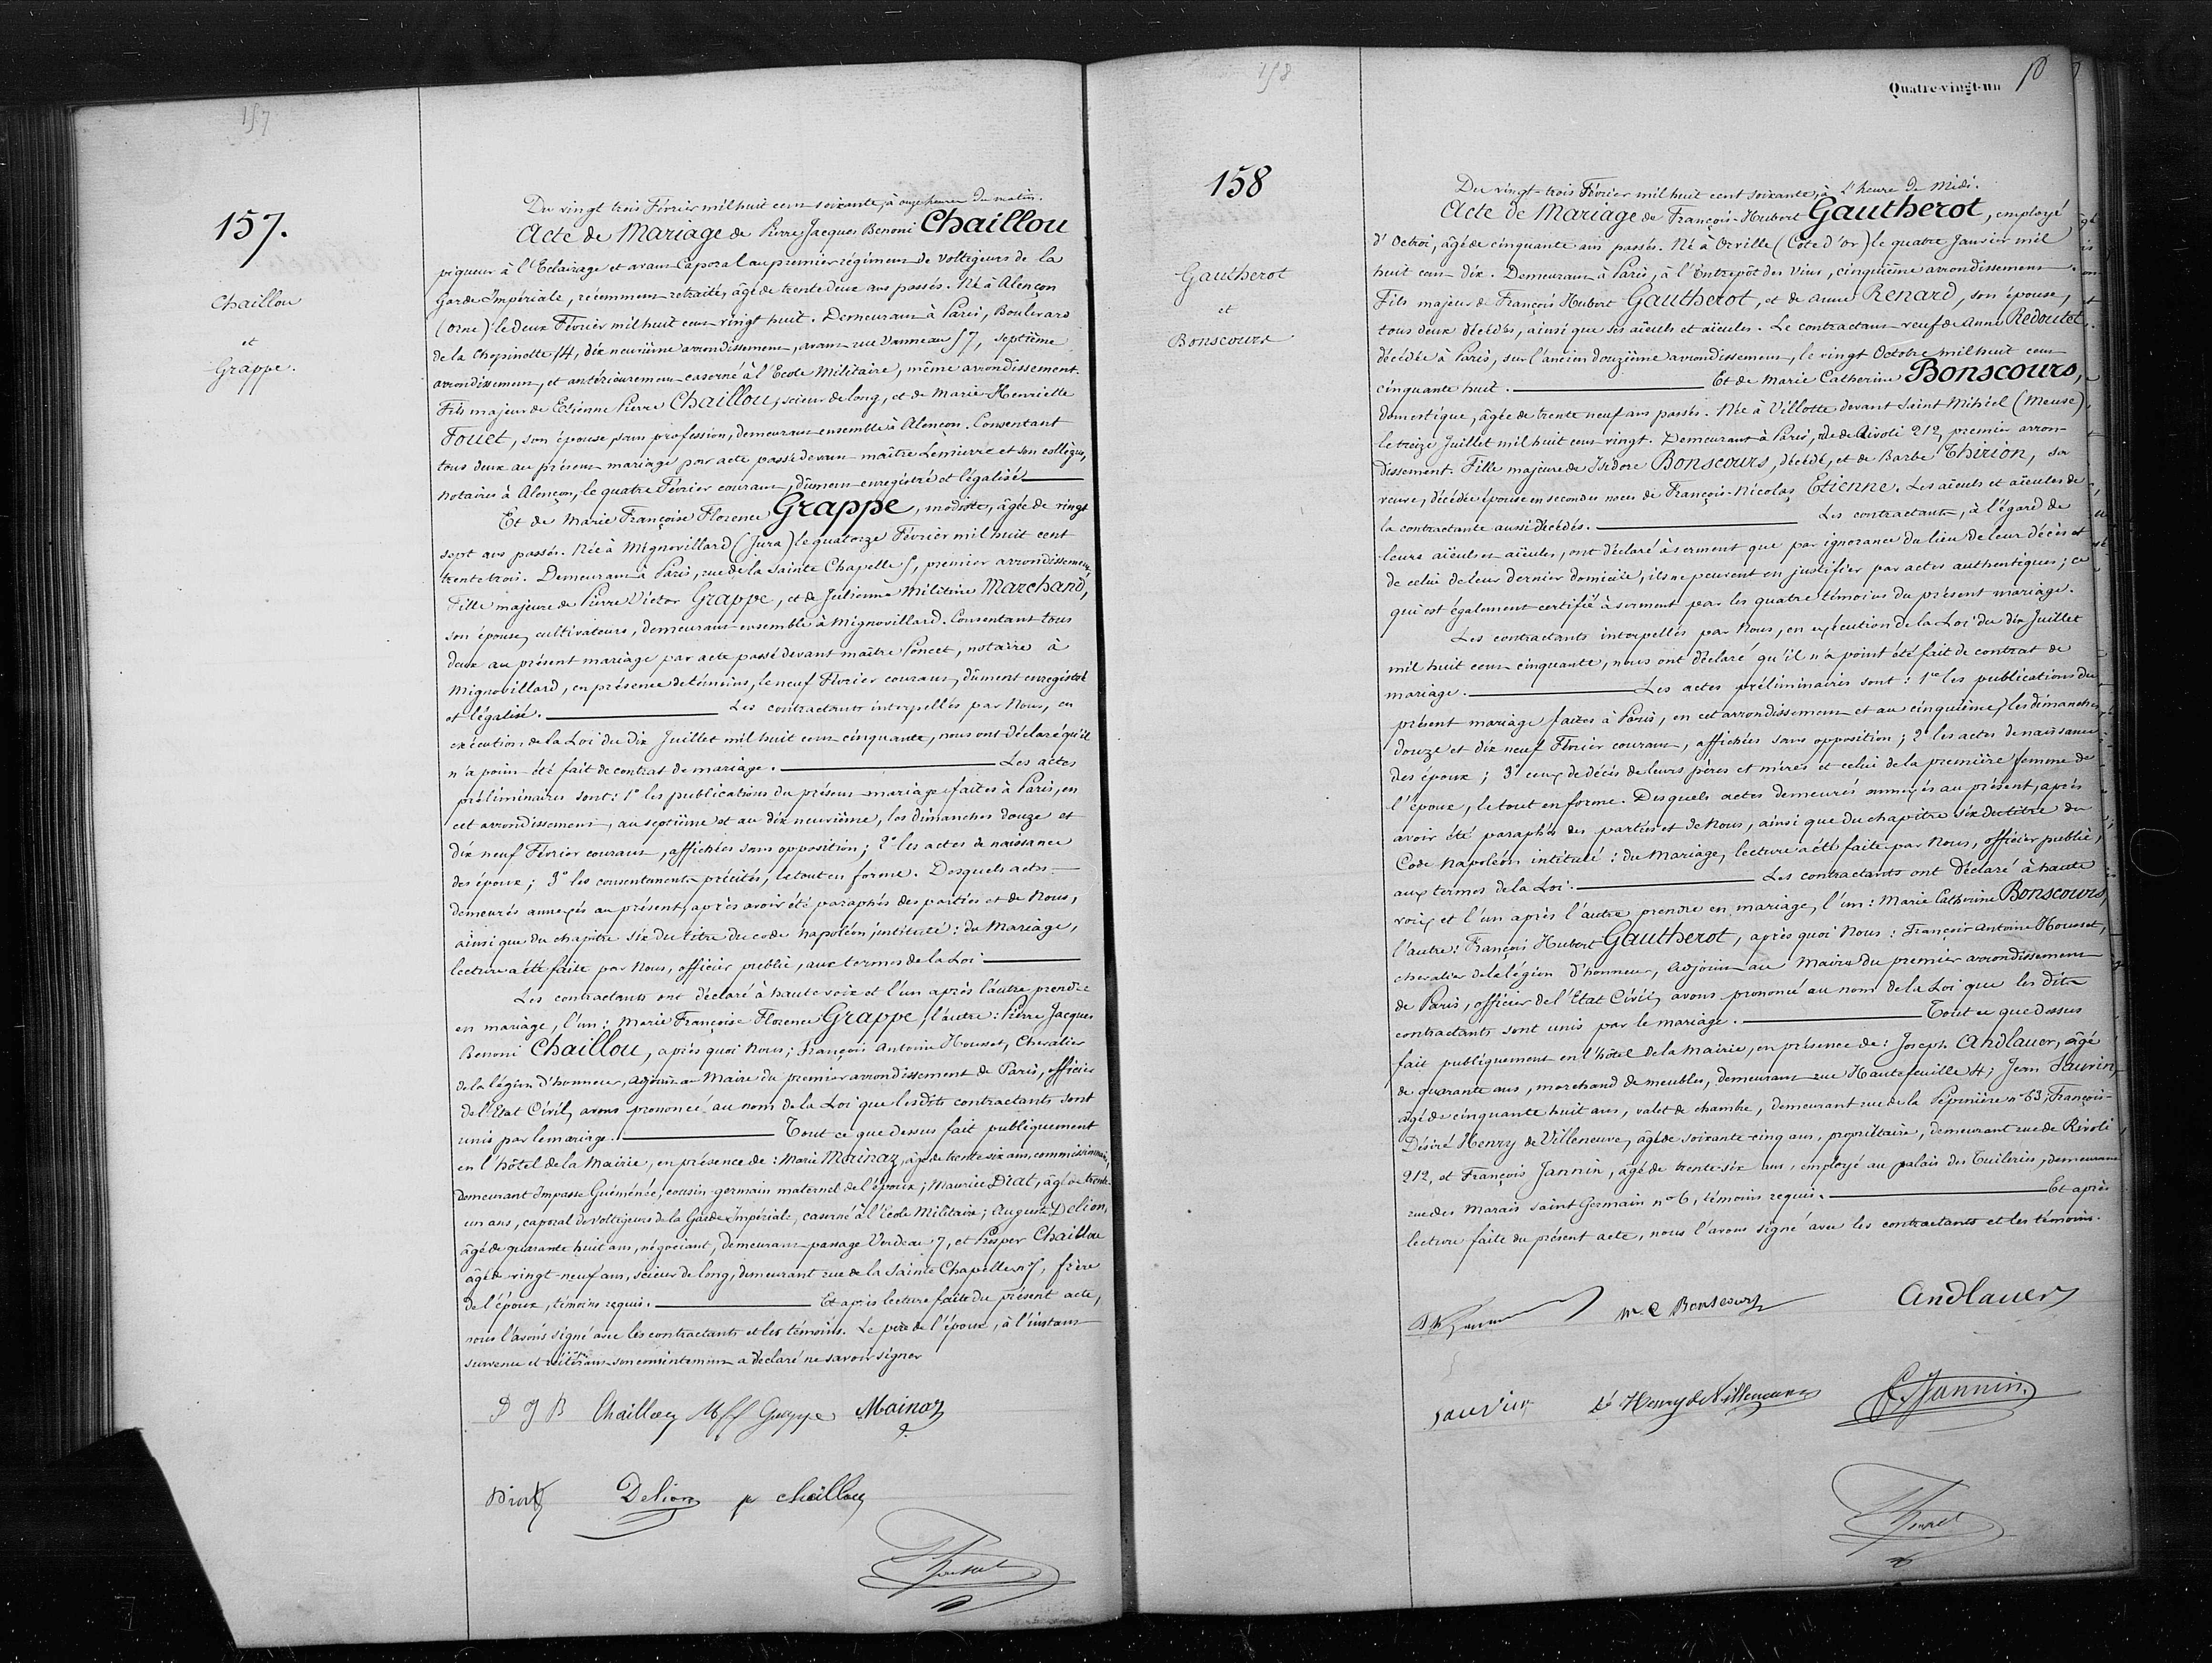 157
157.
Chaillou
et
Grappe.
Du vingt trois Février mil huit cent soixante, à onze heures du matin.
Acte de Mariage de Pierre Jacques Benoni Chaillou
piqueur à l'Eclairage et avant Caporal au premier régiment de Voltigeurs de la
Garde Impériale, récemment retraité, âgé de trente deux ans passés. Né à Alençon
(Orne) le deux Février mil huit cent vingt huit. Demeurant à Paris, Boulevard
de la Chopinette 14, dix neuvième arrondissement, avant rue Vanneau 57, septième
arrondissement, et antérieurement caserné à l'Ecole Militaire, même arrondissement.
Fils majeur de Etienne Pierre Chaillou, scieur de long, et de Marie Henriette
Fouet, son épouse, sans profession, demeurant ensemble à Alençon. Consentant
tous deux au présent mariage par acte passé devant maître Lemierre et son collègue,
notaires à Alençon, le quatre Février courant, dûment enregistré et légalisé
Et de Marie Françoise Florence Grappe, modiste, âgée de vingt
sept ans passés. Née à Mignovillard (Jura) le quatorze Février mil huit cent
trente trois. Demeurant à Paris, rue de la Sainte Chapelle 5, premier arrondissement,
Fille majeure de Pierre Victor Grappe, et de Julienne Militine Marchand,
son épouse, cultivateurs, demeurant ensemble à Mignovillard. Consentant tous
deux au présent mariage par acte passé devant maître Poncet, notaire à
Mignovillard, en présence de témoins, le neuf Février courant, dûment enregistré
et légalisé. Les contractants interpellés par Nous, en
exécution de la Loi du dix Juillet mil huit cent cinquante, nous ont déclaré qu'il
n'a point été fait de contrat de mariage. Les actes
préliminaires sont: 1° les publications du présent mariage faites à Paris, en
cet arrondissement, au septième et au dix neuvième, les dimanches douze et
dix neuf Février courant, affichées sans opposition; 2° les actes de naissance
des époux; 3° les consentements précités, le tout en forme. Desquels actes
demeurés annexés au présent, après avoir été paraphés des parties et de Nous,
ainsi que du chapitre six du titre du code Napoléon, intitulé: du Mariage,
lecture a été faite par Nous, officier public, aux termes de la Loi.
Les contractants ont déclaré à haute voix et l'un après l'autre prendre
en mariage, l'un: Marie Françoise Florence Grappe, l'autre: Pierre Jacques
Benoni Chaillou, après quoi Nous; François Antoine Housset, Chevalier
de la légion d'honneur, adjoint au Maire du premier arrondissement de Paris, officier
de l'Etat Civil, avons prononcé au nom de la Loi que les dits contractants sont
unis par le mariage. Tout ce que dessus fait publiquement
en l'hôtel de la Mairie, en présence de: Marie Mainaz, âgé de trente six ans, commissionnaire,
demeurant Impasse Guéménée, cousin germain maternel de l'époux; Maurice Diat, âgé de trente
un ans, caporal de Voltigeurs de la Garde Impériale, caserné à l'Ecole Militaire; Auguste Delion,
âgé de quarante huit ans, négociant, demeurant passage Verdeau 7, et Prosper Chaillou
âgé de vingt neuf ans, scieur de long, demeurant rue de la Sainte Chapelle n° 5, frère
de l'époux, témoins requis. Et après lecture faite du présent acte,
nous l'avons signé avec les contractants et les témoins. Le père de l'époux, à l'instant
survenu et réitérant son consentement a déclaré ne savoir signer
P J B Chaillou Mff Grappe Mainaz
Diat Delion p chaillou
Housset
158
Quatre-vingt-un
158
Gautherot
et
Bonscours
Du vingt-trois Février mil huit cent soixante, à l'heure de Midi.
Acte de Mariage de François-Hubert Gautherot, employé
d'Octroi, âgé de cinquante ans passés. Né à Orville (Côte d'Or) le quatre Janvier mil
huit cent dix. Demeurant à Paris, à l'Entrepôt des Vins, cinquième arrondissement.
Fils majeur de François Hubert Gautherot, et de Anne Renard, son épouse,
tous deux décédés, ainsi que ses aïeuls et aïeules. Le contractant veuf de Anne Redoutet,
décédée à Paris, sur l'ancien douzième arrondissement, le vingt Octobre mil huit cent
cinquante huit. Et de Marie Catherine Bonscours,
domestique, âgée de trente neuf ans passés. Née à Villotte devant Saint Mihiel (Meuse)
le treize Juillet mil huit cent vingt. Demeurant à Paris, rue de Rivoli 212, premier arron-
dissement. Fille majeure de Isidore Bonscours, décédé, et de Barbe Thirion, sa
veuve, décédée épouse en secondes noces de François-Nicolas Etienne. Les aïeuls et aïeules de
la contractante aussi décédés. Les contractants, à l'égard de
leurs aïeuls et aïeules, ont déclaré à serment que par ignorance du lieu de leur décès et
de celui de leur dernier domicile, ils ne peuvent en justifier par actes authentiques; ce
qui est également certifié à serment par les quatre témoins du présent mariage.
Les contractants interpellés par Nous, en exécution de la Loi du dix Juillet
mil huit cent cinquante, nous ont déclaré qu'il n'a point été fait de contrat de
mariage. Les actes préliminaires sont: 1° les publications du
présent mariage faites à Paris, en cet arrondissement et au cinquième, les dimanches
douze et dix neuf Février courant, affichées sans opposition; 2° les actes de naissance
des époux; 3° ceux de décès de leurs pères et mères et celui de la première femme de
l'époux, le tout en forme. Desquels actes demeurés annexés au présent, après
avoir été paraphés des parties et de Nous, ainsi que du chapitre six du titre du
Code Napoléon intitulé: du Mariage, lecture a été faite par Nous, officier public,
aux termes de la Loi. Les contractants ont déclaré à haute
voix et l'un après l'autre prendre en mariage, l'un: Marie Catherine Bonscours,
l'autre: François Hubert Gautherot, après quoi Nous: François Antoine Housset,
chevalier de la légion d'honneur, adjoint au Maire du premier arrondissement
de Paris, officier de l'Etat Civil, avons prononcé au nom de la Loi que les dits
contractants sont unis par le mariage. Tout ce que dessus
fait publiquement en l'hôtel de la Mairie, en présence de: Joseph Andlauer, âgé
de quarante ans, marchand de meubles, demeurant rue Hautefeuille 4; Jean Sauvin,
âgé de cinquante huit ans, valet de chambre, demeurant rue de la Pépinière n° 63; François-
Désiré Henry de Villeneuve, âgé de soixante cinq ans, propriétaire, demeurant rue de Rivoli
212, et François Jannin, âgé de trente-six ans, employé au palais des Tuileries, demeurant
rue des Marais Saint Germain n° 6, témoins requis. Et après
lecture faite du présent acte, nous l'avons signé avec les contractants et les témoins.
m. C Bonscours Andlauer
Sauvin Dé Henry de Villeneuve F. Jannin
Housset